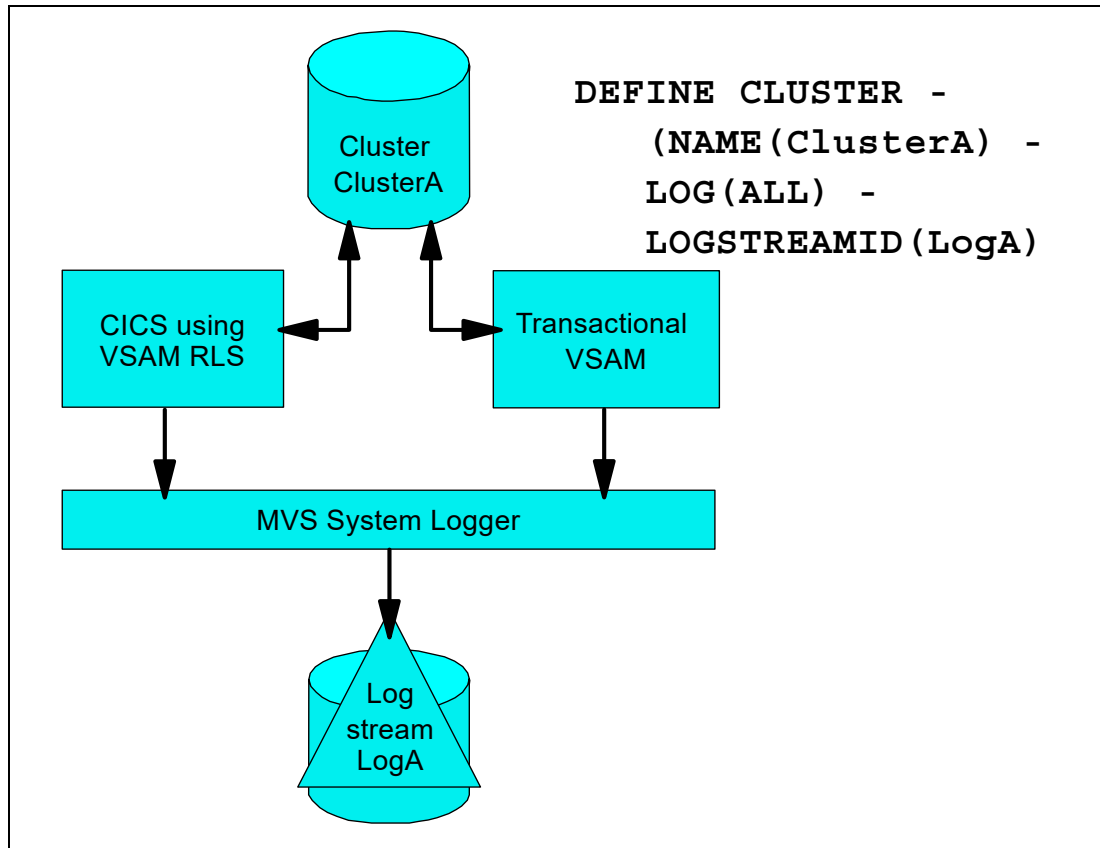 Cluster
ClusterA
DEFINE CLUSTER -
(NAME(ClusterA) -
LOG(ALL) -
LOGSTREAMID(LogA)
CICS using
VSAM RLS
Transactional
VSAM
MVS System Logger
Log
stream
LogA